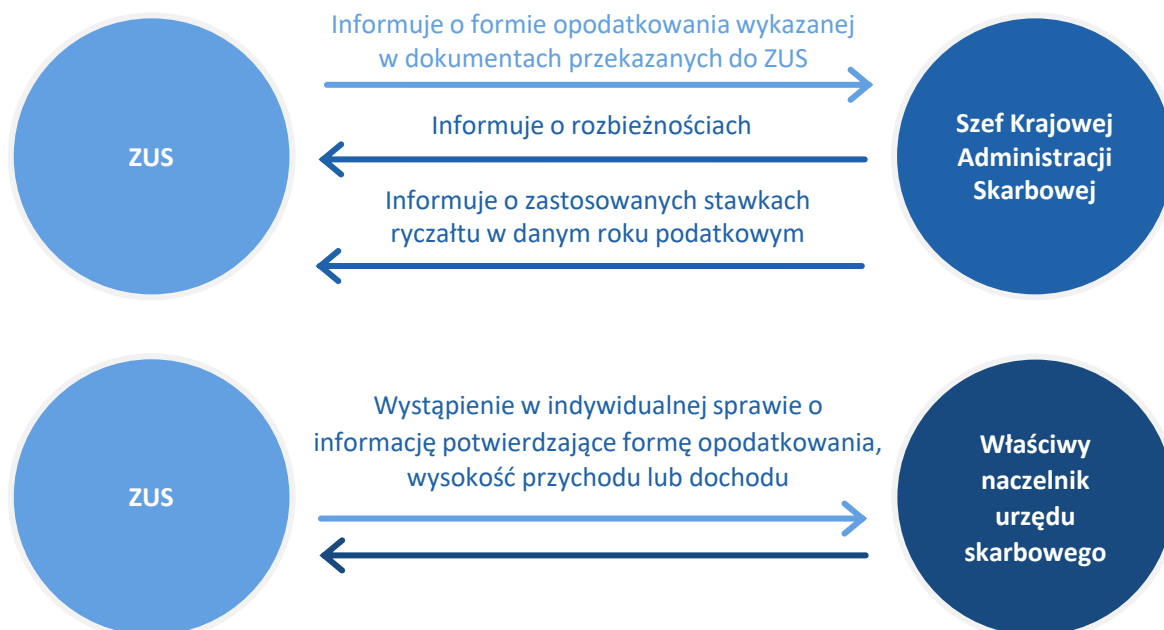 Informuje o formie opodatkowania wykazanej
w dokumentach przekazanych do ZUS
ZUS
Informuje o rozbieżnościach
Informuje o zastosowanych stawkach
ryczałtu w danym roku podatkowym
Szef Krajowej
Administracji
Skarbowej
ZUS
Wystąpienie w indywidualnej sprawie o
informację potwierdzające formę opodatkowania,
wysokość przychodu lub dochodu
Właściwy
naczelnik
urzędu
skarbowego